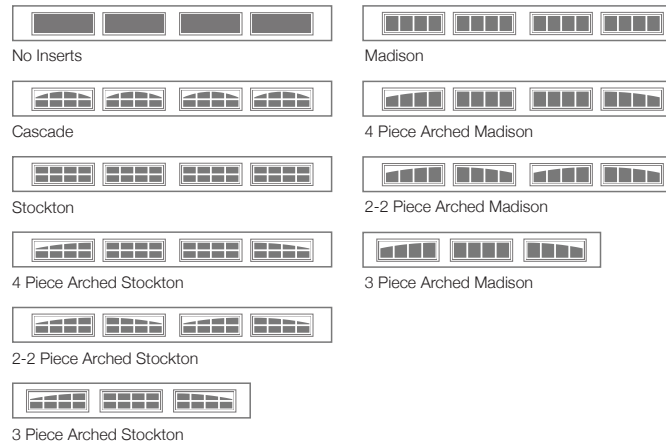 No Inserts
Cascade
Stockton
4 Piece Arched Stockton
2-2 Piece Arched Stockton
3 Piece Arched Stockton
Madison
4 Piece Arched Madison
2-2 Piece Arched Madison
3 Piece Arched Madison